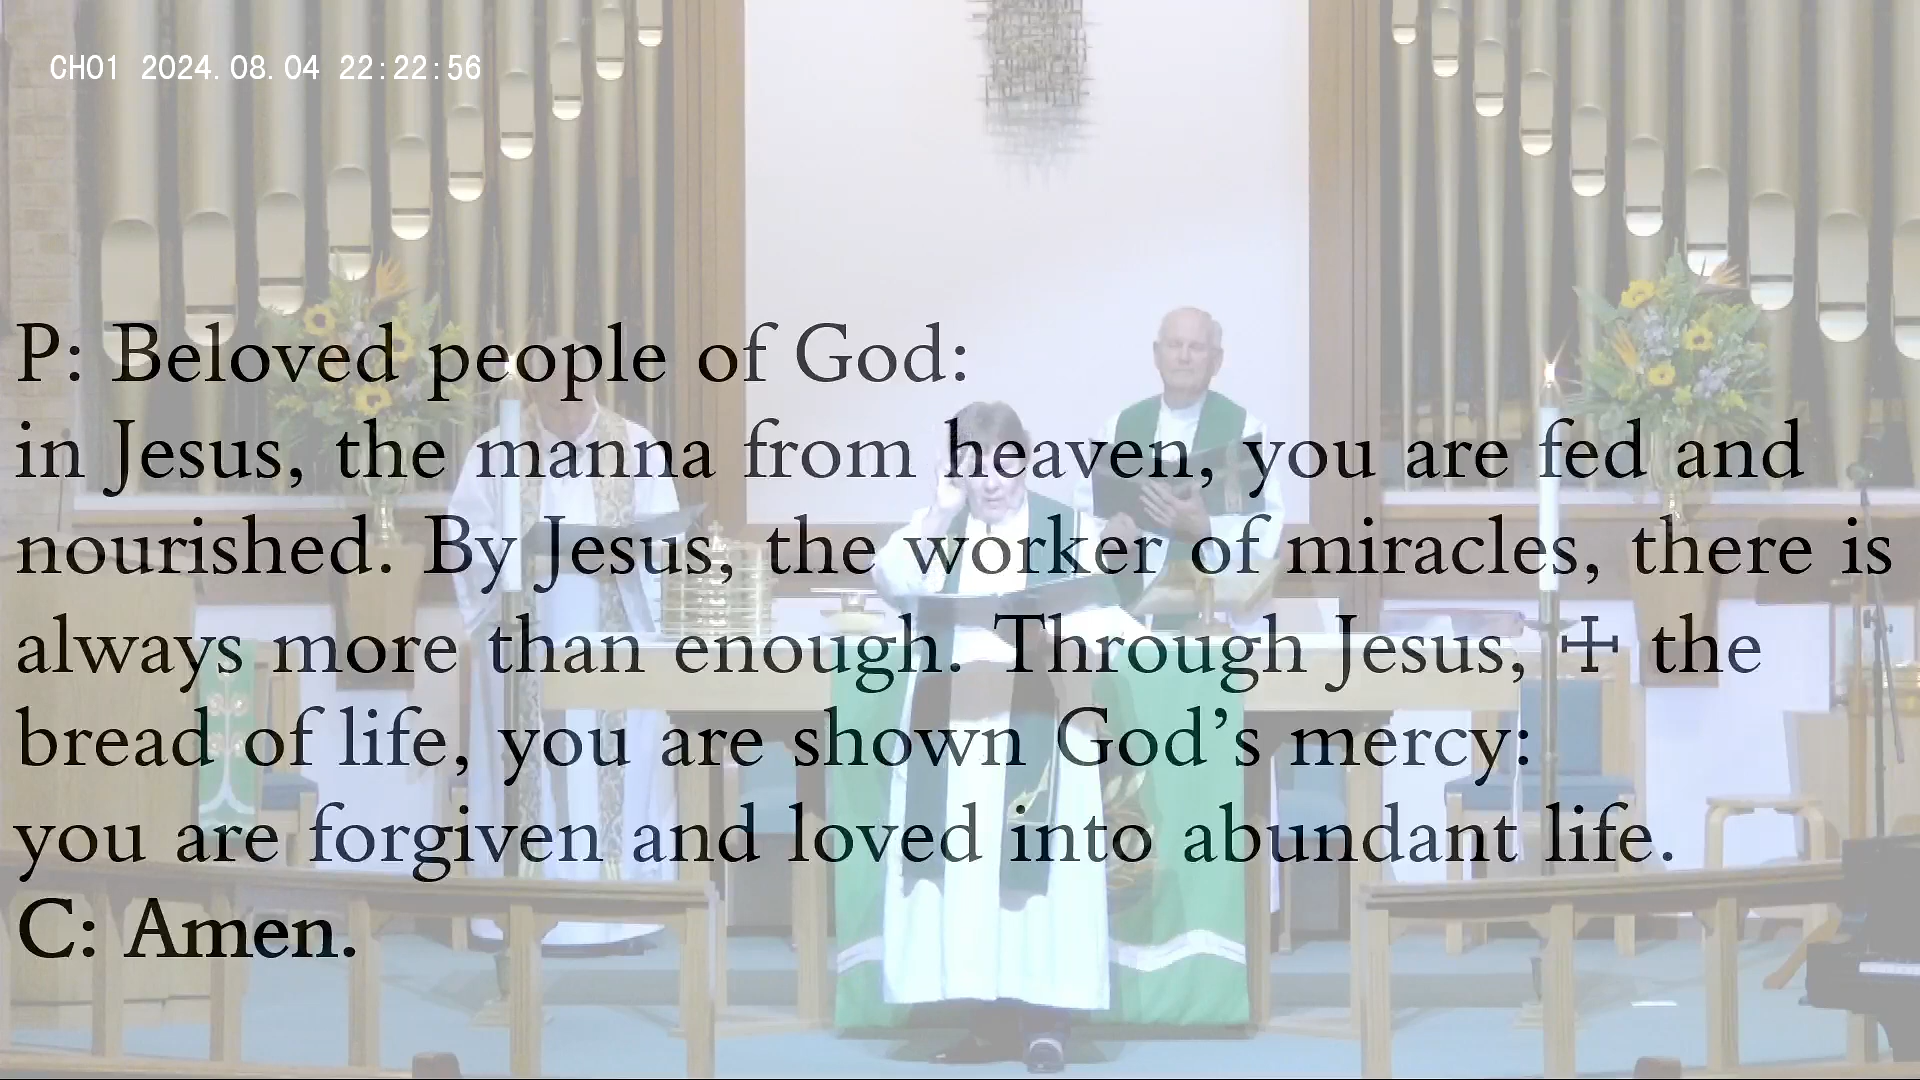 CH01 2024.08.04 22:22:56
P: Beloved people of God:
in Jesus, the manna from heaven, you are fed and
nourished. By Jesus, the worker of miracles, there is
always more than enough. Through Jesus, ☩ the
bread of life, you are shown God’s mercy:
you are forgiven and loved into abundant life.
C: Amen.